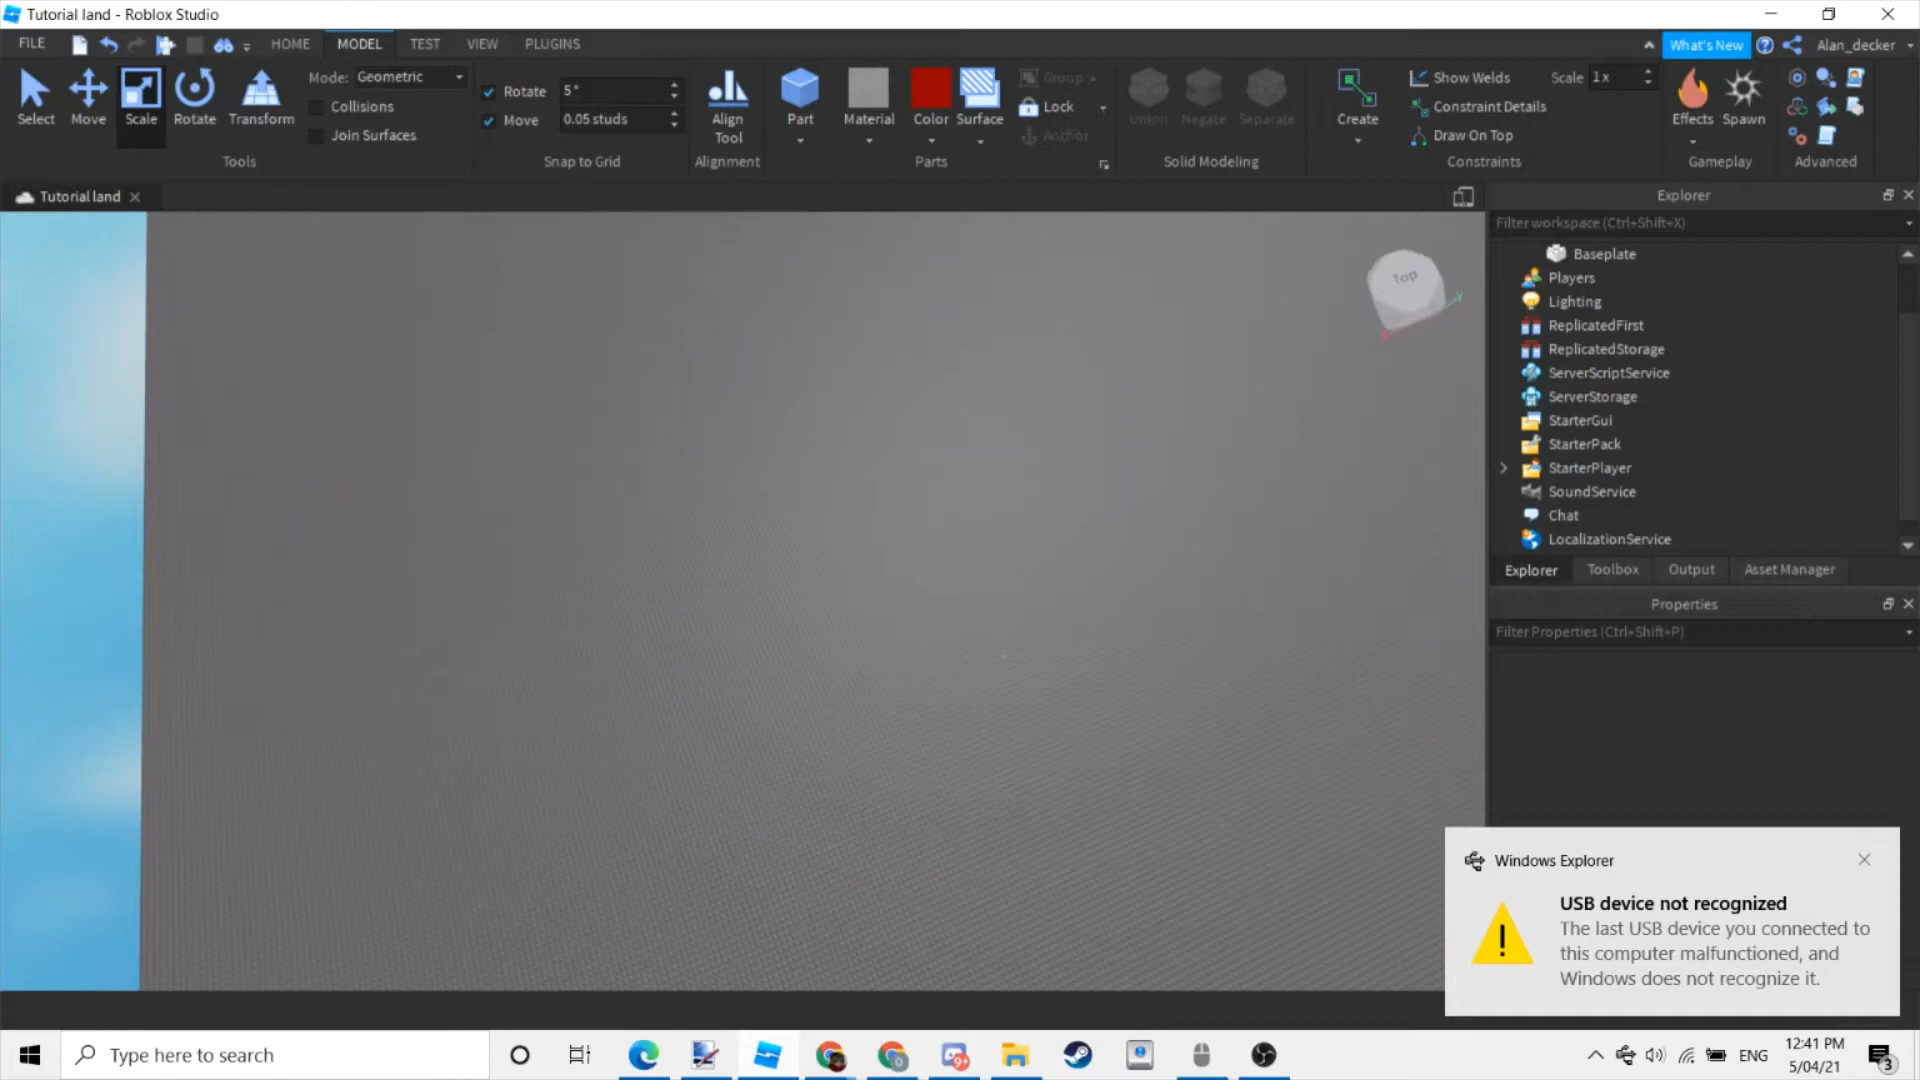 Tutorial land - Roblox Studio
FILE HOME MODEL TEST VIEW PLUGINS What's New Alan_decker
Select Move Scale Rotate Transform
Mode: Geometric
Collisions
Join Surfaces
Tools
Rotate 5°
Move 0.05 studs
Snap to Grid
Align Tool
Alignment
Part Material Color Surface
Group
Lock
Anchor
Parts
Union Negate Separate
Solid Modeling
Create
Show Welds
Constraint Details
Draw On Top
Scale 1x
Constraints
Effects Spawn
Gameplay
Advanced
Tutorial land
Top
Y
Explorer
Filter workspace (Ctrl+Shift+X)
Baseplate
Players
Lighting
ReplicatedFirst
ReplicatedStorage
ServerScriptService
ServerStorage
StarterGui
StarterPack
StarterPlayer
SoundService
Chat
LocalizationService
Explorer Toolbox Output Asset Manager
Properties
Filter Properties (Ctrl+Shift+P)
Windows Explorer
USB device not recognized
The last USB device you connected to
this computer malfunctioned, and
Windows does not recognize it.
Type here to search
9+
ENG
12:41 PM
5/04/21
3